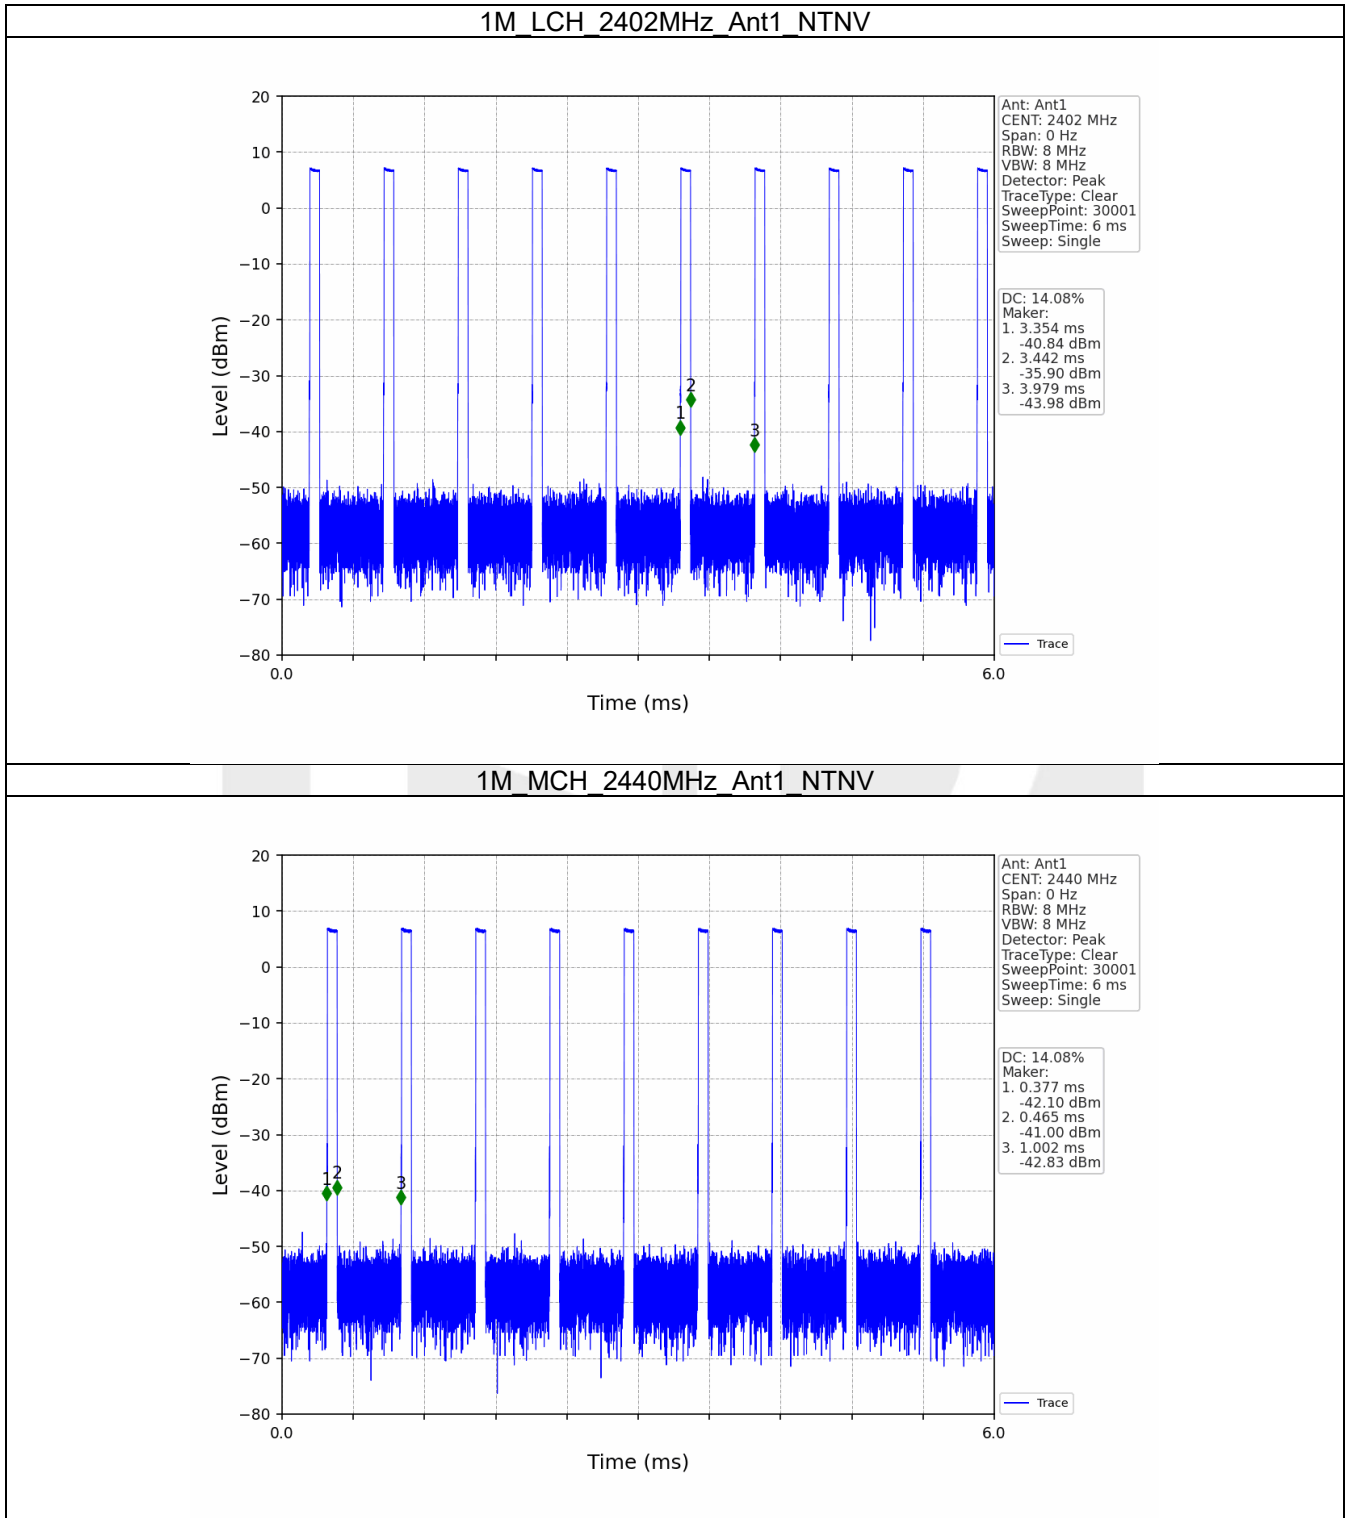 1M_LCH_2402MHz_Ant1_NTNV
20
10
0
−10
−20
−30
−40
−50
−60
−70
−80
Level (dBm)
0.0
6.0
Time (ms)
1
2
3
Ant: Ant1
CENT: 2402 MHz
Span: 0 Hz
RBW: 8 MHz
VBW: 8 MHz
Detector: Peak
TraceType: Clear
SweepPoint: 30001
SweepTime: 6 ms
Sweep: Single
DC: 14.08%
Maker:
1. 3.354 ms
-40.84 dBm
2. 3.442 ms
-35.90 dBm
3. 3.979 ms
-43.98 dBm
Trace
1M_MCH_2440MHz_Ant1_NTNV
20
10
0
−10
−20
−30
−40
−50
−60
−70
−80
Level (dBm)
0.0
6.0
Time (ms)
1
2
3
Ant: Ant1
CENT: 2440 MHz
Span: 0 Hz
RBW: 8 MHz
VBW: 8 MHz
Detector: Peak
TraceType: Clear
SweepPoint: 30001
SweepTime: 6 ms
Sweep: Single
DC: 14.08%
Maker:
1. 0.377 ms
-42.10 dBm
2. 0.465 ms
-41.00 dBm
3. 1.002 ms
-42.83 dBm
Trace